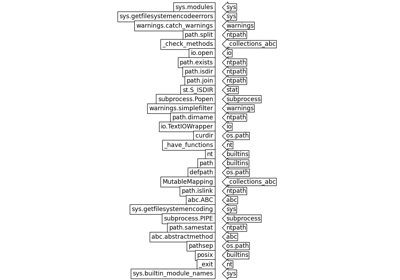 sys.modules sys
sys.getfilesystemencodeerrors sys
warnings.catch_warnings warnings
path.split ntpath
_check_methods _collections_abc
io.open io
path.exists ntpath
path.isdir ntpath
path.join ntpath
st.S_ISDIR stat
subprocess.Popen subprocess
warnings.simplefilter warnings
path.dirname ntpath
io.TextIOWrapper io
curdir os.path
_have_functions nt
nt builtins
path builtins
defpath os.path
MutableMapping _collections_abc
path.islink ntpath
abc.ABC abc
sys.getfilesystemencoding sys
subprocess.PIPE subprocess
path.samestat ntpath
abc.abstractmethod abc
pathsep os.path
posix builtins
_exit nt
sys.builtin_module_names sys